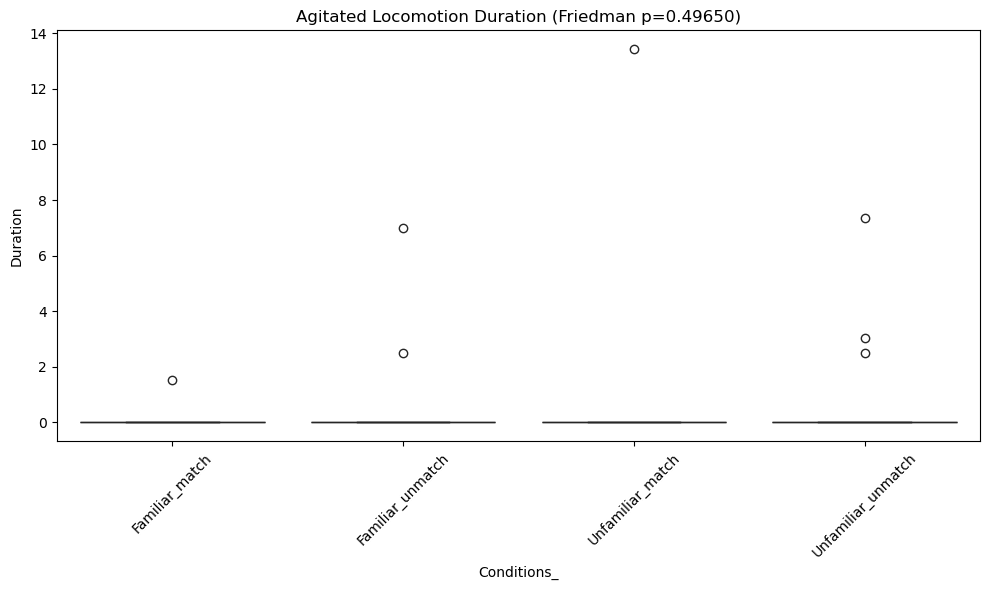 Agitated Locomotion Duration (Friedman p=0.49650)
14
12
10
8
6
4
2
0
Duration
Familiar_match
Familiar_unmatch
Unfamiliar_match
Unfamiliar_unmatch
Conditions_